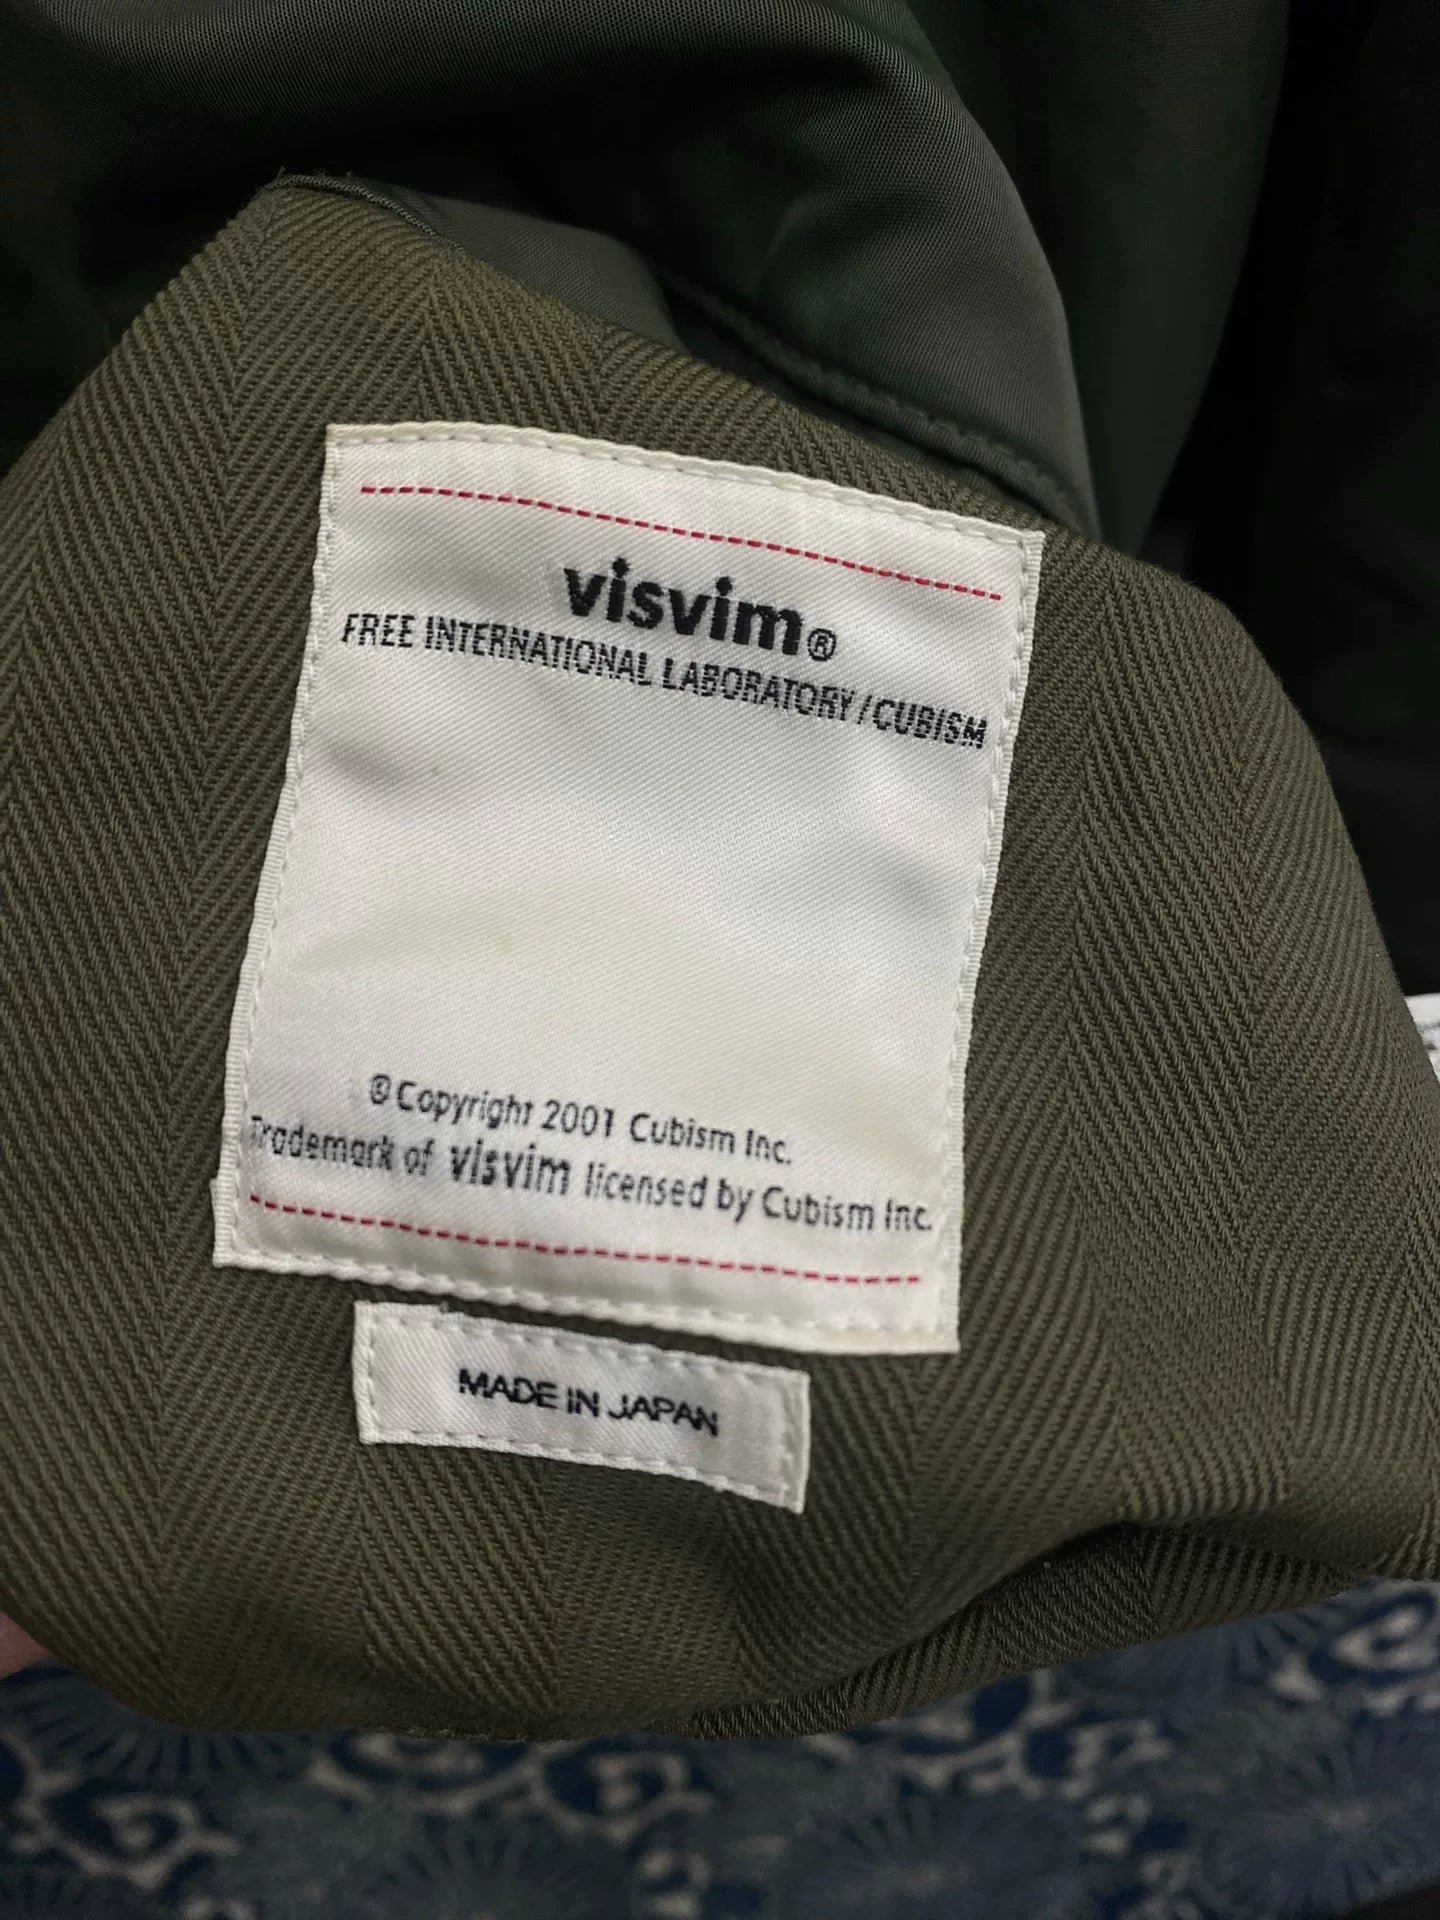 visvim®
FREE INTERNATIONAL LABORATORY/CUBISM
©Copyright 2001 Cubism Inc.
Trademark of visvim licensed by Cubism Inc.
MADE IN JAPAN